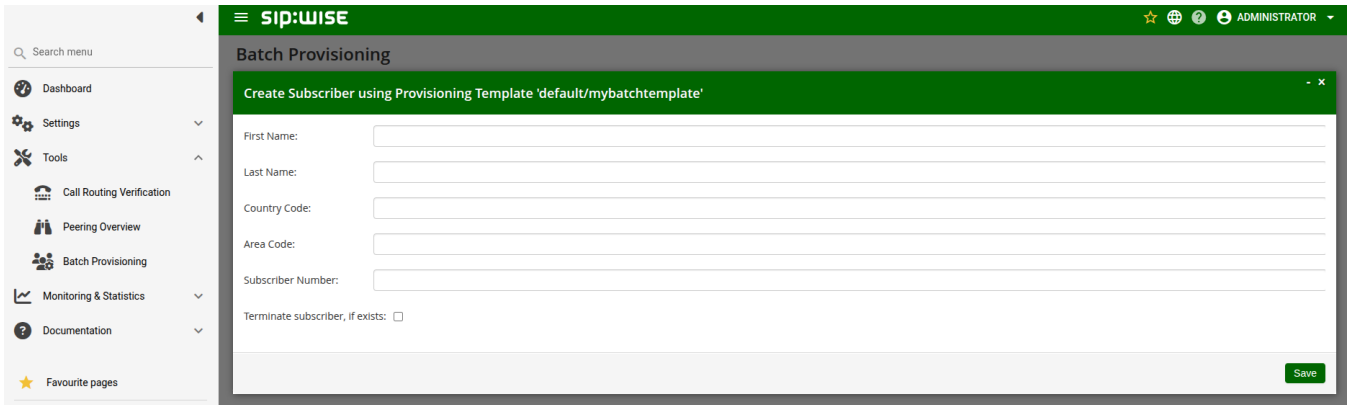 sip:wise
ADMINISTRATOR
Search menu
Dashboard
Settings
Tools
Call Routing Verification
Peering Overview
Batch Provisioning
Monitoring & Statistics
Documentation
Favourite pages
Batch Provisioning
Create Subscriber using Provisioning Template 'default/mybatchtemplate'
First Name:
Last Name:
Country Code:
Area Code:
Subscriber Number:
Terminate subscriber, if exists:
Save